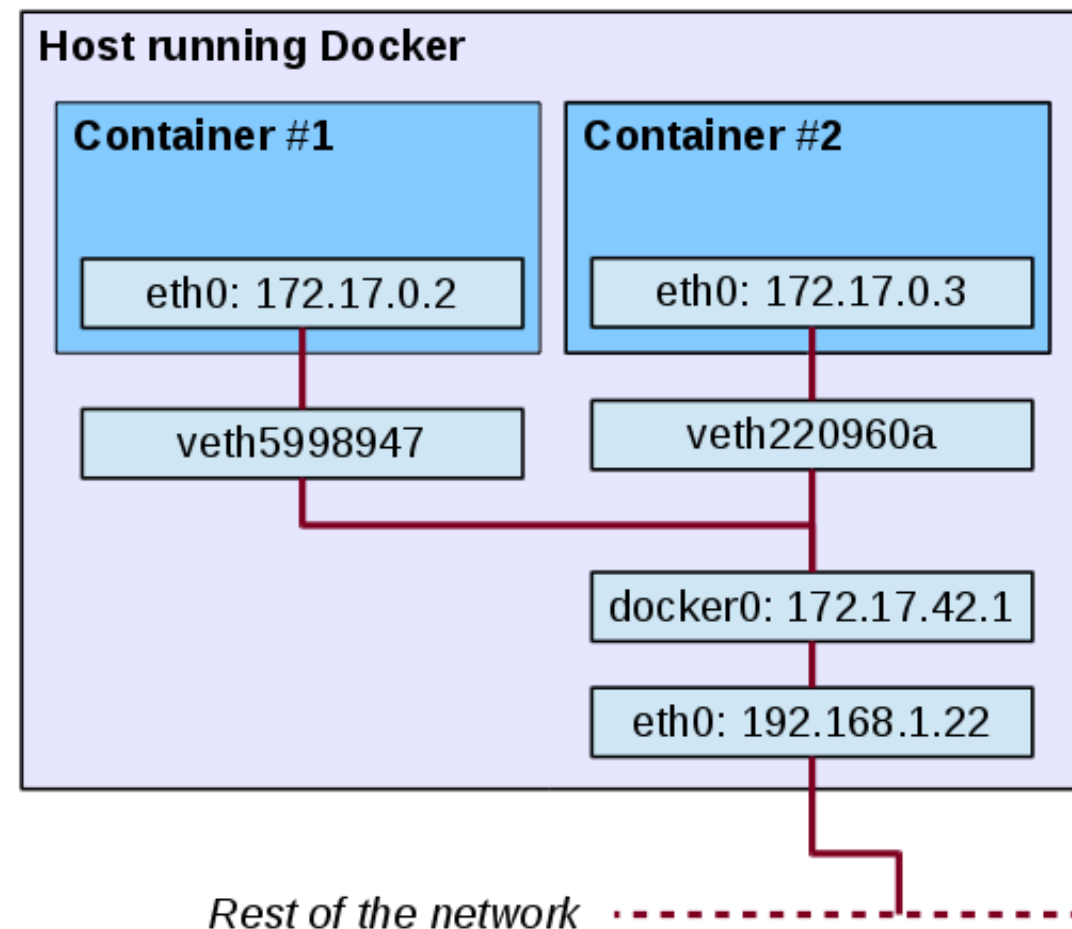 Host running Docker
Container #1
eth0: 172.17.0.2
veth5998947
Container #2
eth0: 172.17.0.3
veth220960a
docker0: 172.17.42.1
eth0: 192.168.1.22
Rest of the network